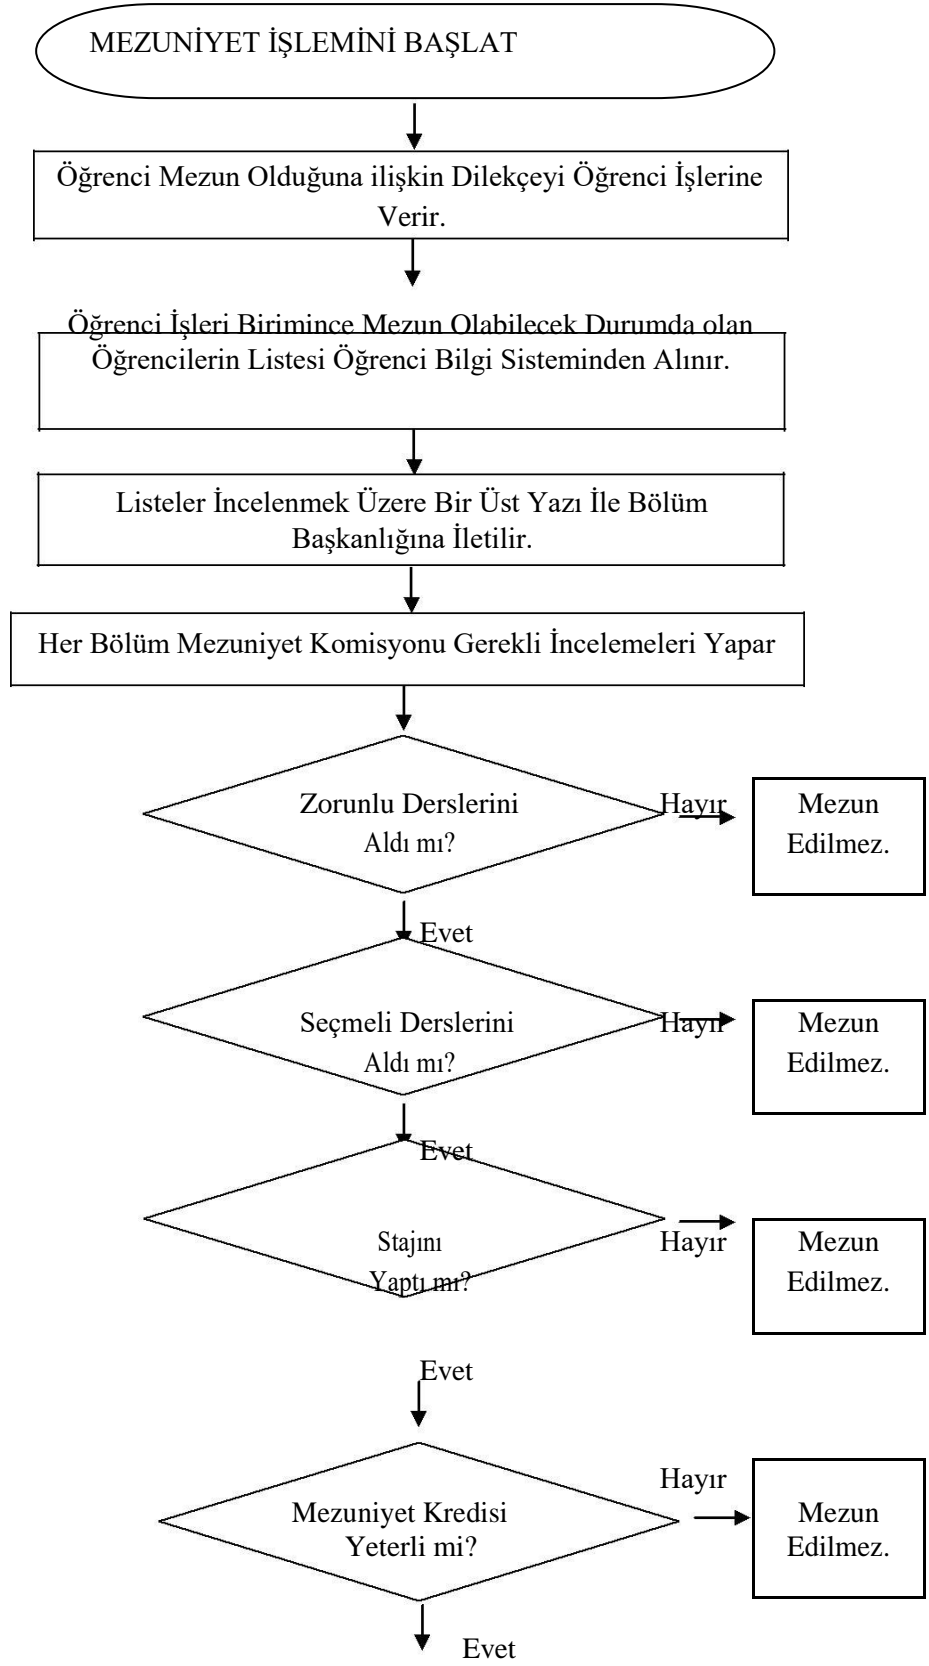 MEZUNİYET İŞLEMİNİ BAŞLAT
Öğrenci Mezun Olduğuna ilişkin Dilekçeyi Öğrenci İşlerine
Verir.
Öğrenci İşleri Birimince Mezun Olabilecek Durumda olan
Öğrencilerin Listesi Öğrenci Bilgi Sisteminden Alınır.
Listeler İncelenmek Üzere Bir Üst Yazı İle Bölüm
Başkanlığına İletilir.
Her Bölüm Mezuniyet Komisyonu Gerekli İncelemeleri Yapar
Zorunlu Derslerini
Aldı mı?
Hayır
Mezun
Edilmez.
Evet
Seçmeli Derslerini
Aldı mı?
Hayır
Mezun
Edilmez.
Evet
Stajını
Yaptı mı?
Hayır
Mezun
Edilmez.
Evet
Mezuniyet Kredisi
Yeterli mi?
Hayır
Mezun
Edilmez.
Evet